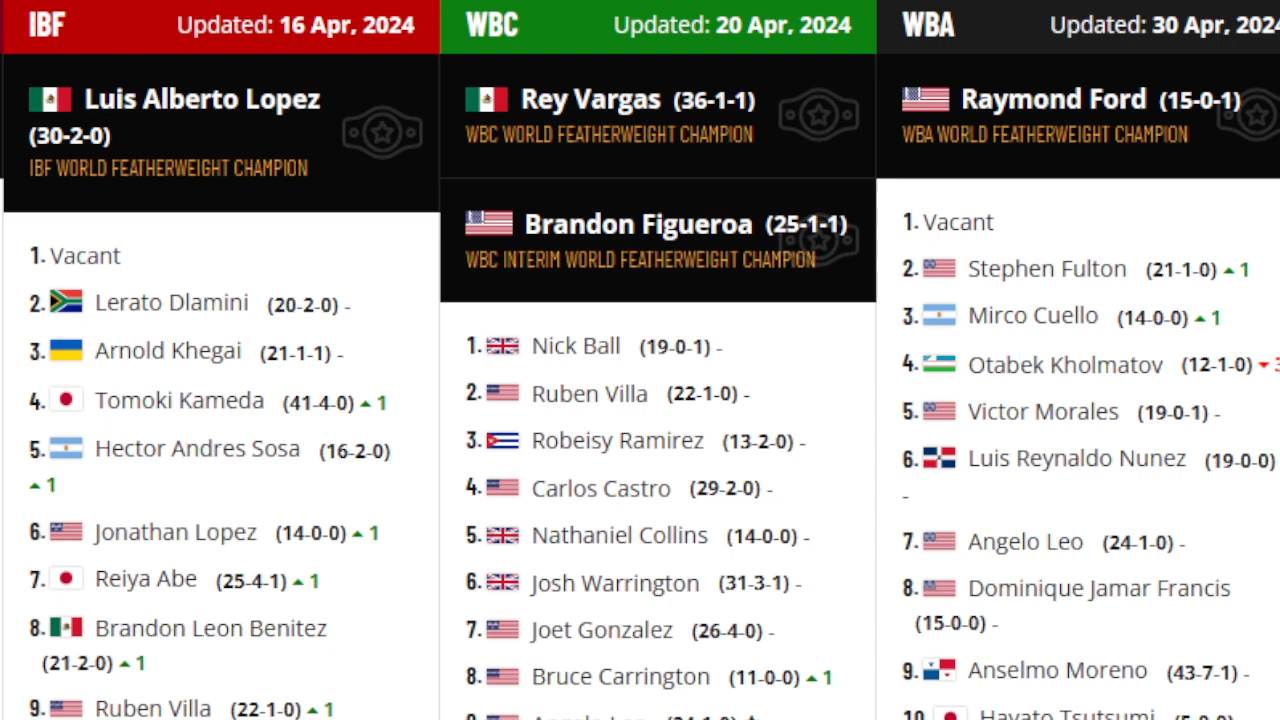 IBF Updated: 16 Apr, 2024
Luis Alberto Lopez
(30-2-0)
IBF WORLD FEATHERWEIGHT CHAMPION
1. Vacant
2. Lerato Dlamini (20-2-0) -
3. Arnold Khegai (21-1-1) -
4. Tomoki Kameda (41-4-0) ▲ 1
5. Hector Andres Sosa (16-2-0)
▲ 1
6. Jonathan Lopez (14-0-0) ▲ 1
7. Reiya Abe (25-4-1) ▲ 1
8. Brandon Leon Benitez
(21-2-0) ▲ 1
9. Ruben Villa (22-1-0) ▲ 1
WBC Updated: 20 Apr, 2024
Rey Vargas (36-1-1)
WBC WORLD FEATHERWEIGHT CHAMPION
Brandon Figueroa (25-1-1)
WBC INTERIM WORLD FEATHERWEIGHT CHAMPION
1. Nick Ball (19-0-1) -
2. Ruben Villa (22-1-0) -
3. Robeisy Ramirez (13-2-0) -
4. Carlos Castro (29-2-0) -
5. Nathaniel Collins (14-0-0) -
6. Josh Warrington (31-3-1) -
7. Joet Gonzalez (26-4-0) -
8. Bruce Carrington (11-0-0) ▲ 1
WBA Updated: 30 Apr, 2024
Raymond Ford (15-0-1)
WBA WORLD FEATHERWEIGHT CHAMPION
1. Vacant
2. Stephen Fulton (21-1-0) ▲ 1
3. Mirco Cuello (14-0-0) ▲ 1
4. Otabek Kholmatov (12-1-0) ▼ 3
5. Victor Morales (19-0-1) -
6. Luis Reynaldo Nunez (19-0-0)
-
7. Angelo Leo (24-1-0) -
8. Dominique Jamar Francis
(15-0-0) -
9. Anselmo Moreno (43-7-1) -
10. Hayato Tsutsumi